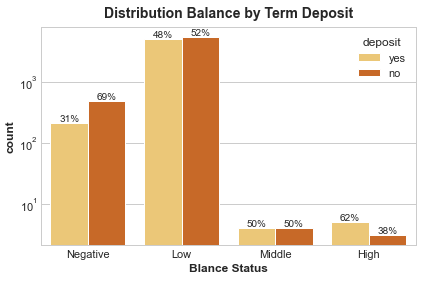 Distribution Balance by Term Deposit
deposit
yes
no
count
10³
10²
10¹
31%
69%
48%
52%
50%
50%
62%
38%
Negative
Low
Middle
High
Blance Status